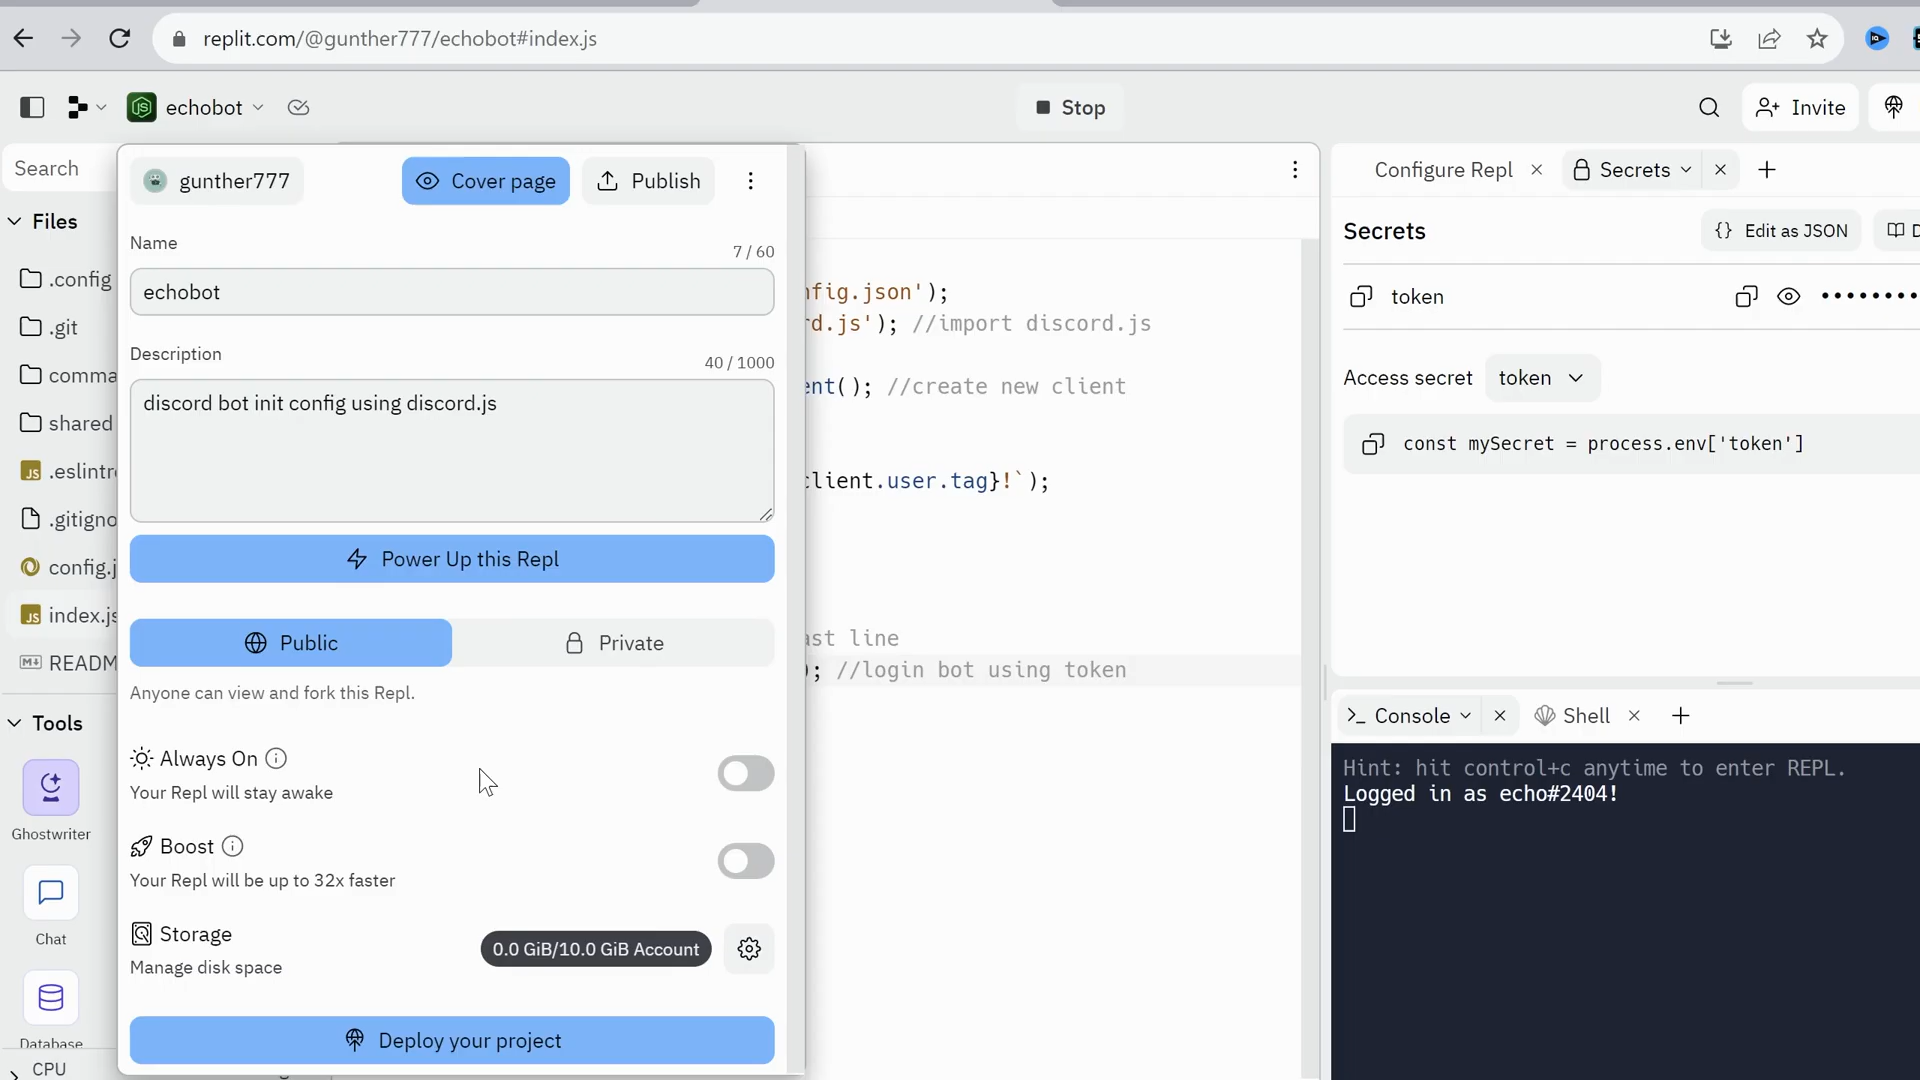 replit.com/@gunther777/echobot#index.js
echobot
Stop
Invite
Search
gunther777
Cover page
Publish
Configure Repl
Secrets
Files
Name
7 / 60
Secrets
Edit as JSON
D
.config
echobot
nfig.json');
token
••••••••
.git
rd.js'); //import discord.js
Description
40 / 1000
comma
discord bot init config using discord.js
ent(); //create new client
Access secret
token
shared
const mySecret = process.env['token']
.eslintr
client.user.tag}!`);
.gitigno
config.j
Power Up this Repl
index.js
Public
Private
ast line
READM
); //login bot using token
Anyone can view and fork this Repl.
Tools
Console
Shell
Always On
Your Repl will stay awake
Hint: hit control+c anytime to enter REPL.
Logged in as echo#2404!
Ghostwriter
Boost
Your Repl will be up to 32x faster
Chat
Storage
0.0 GiB/10.0 GiB Account
Manage disk space
Database
Deploy your project
CPU